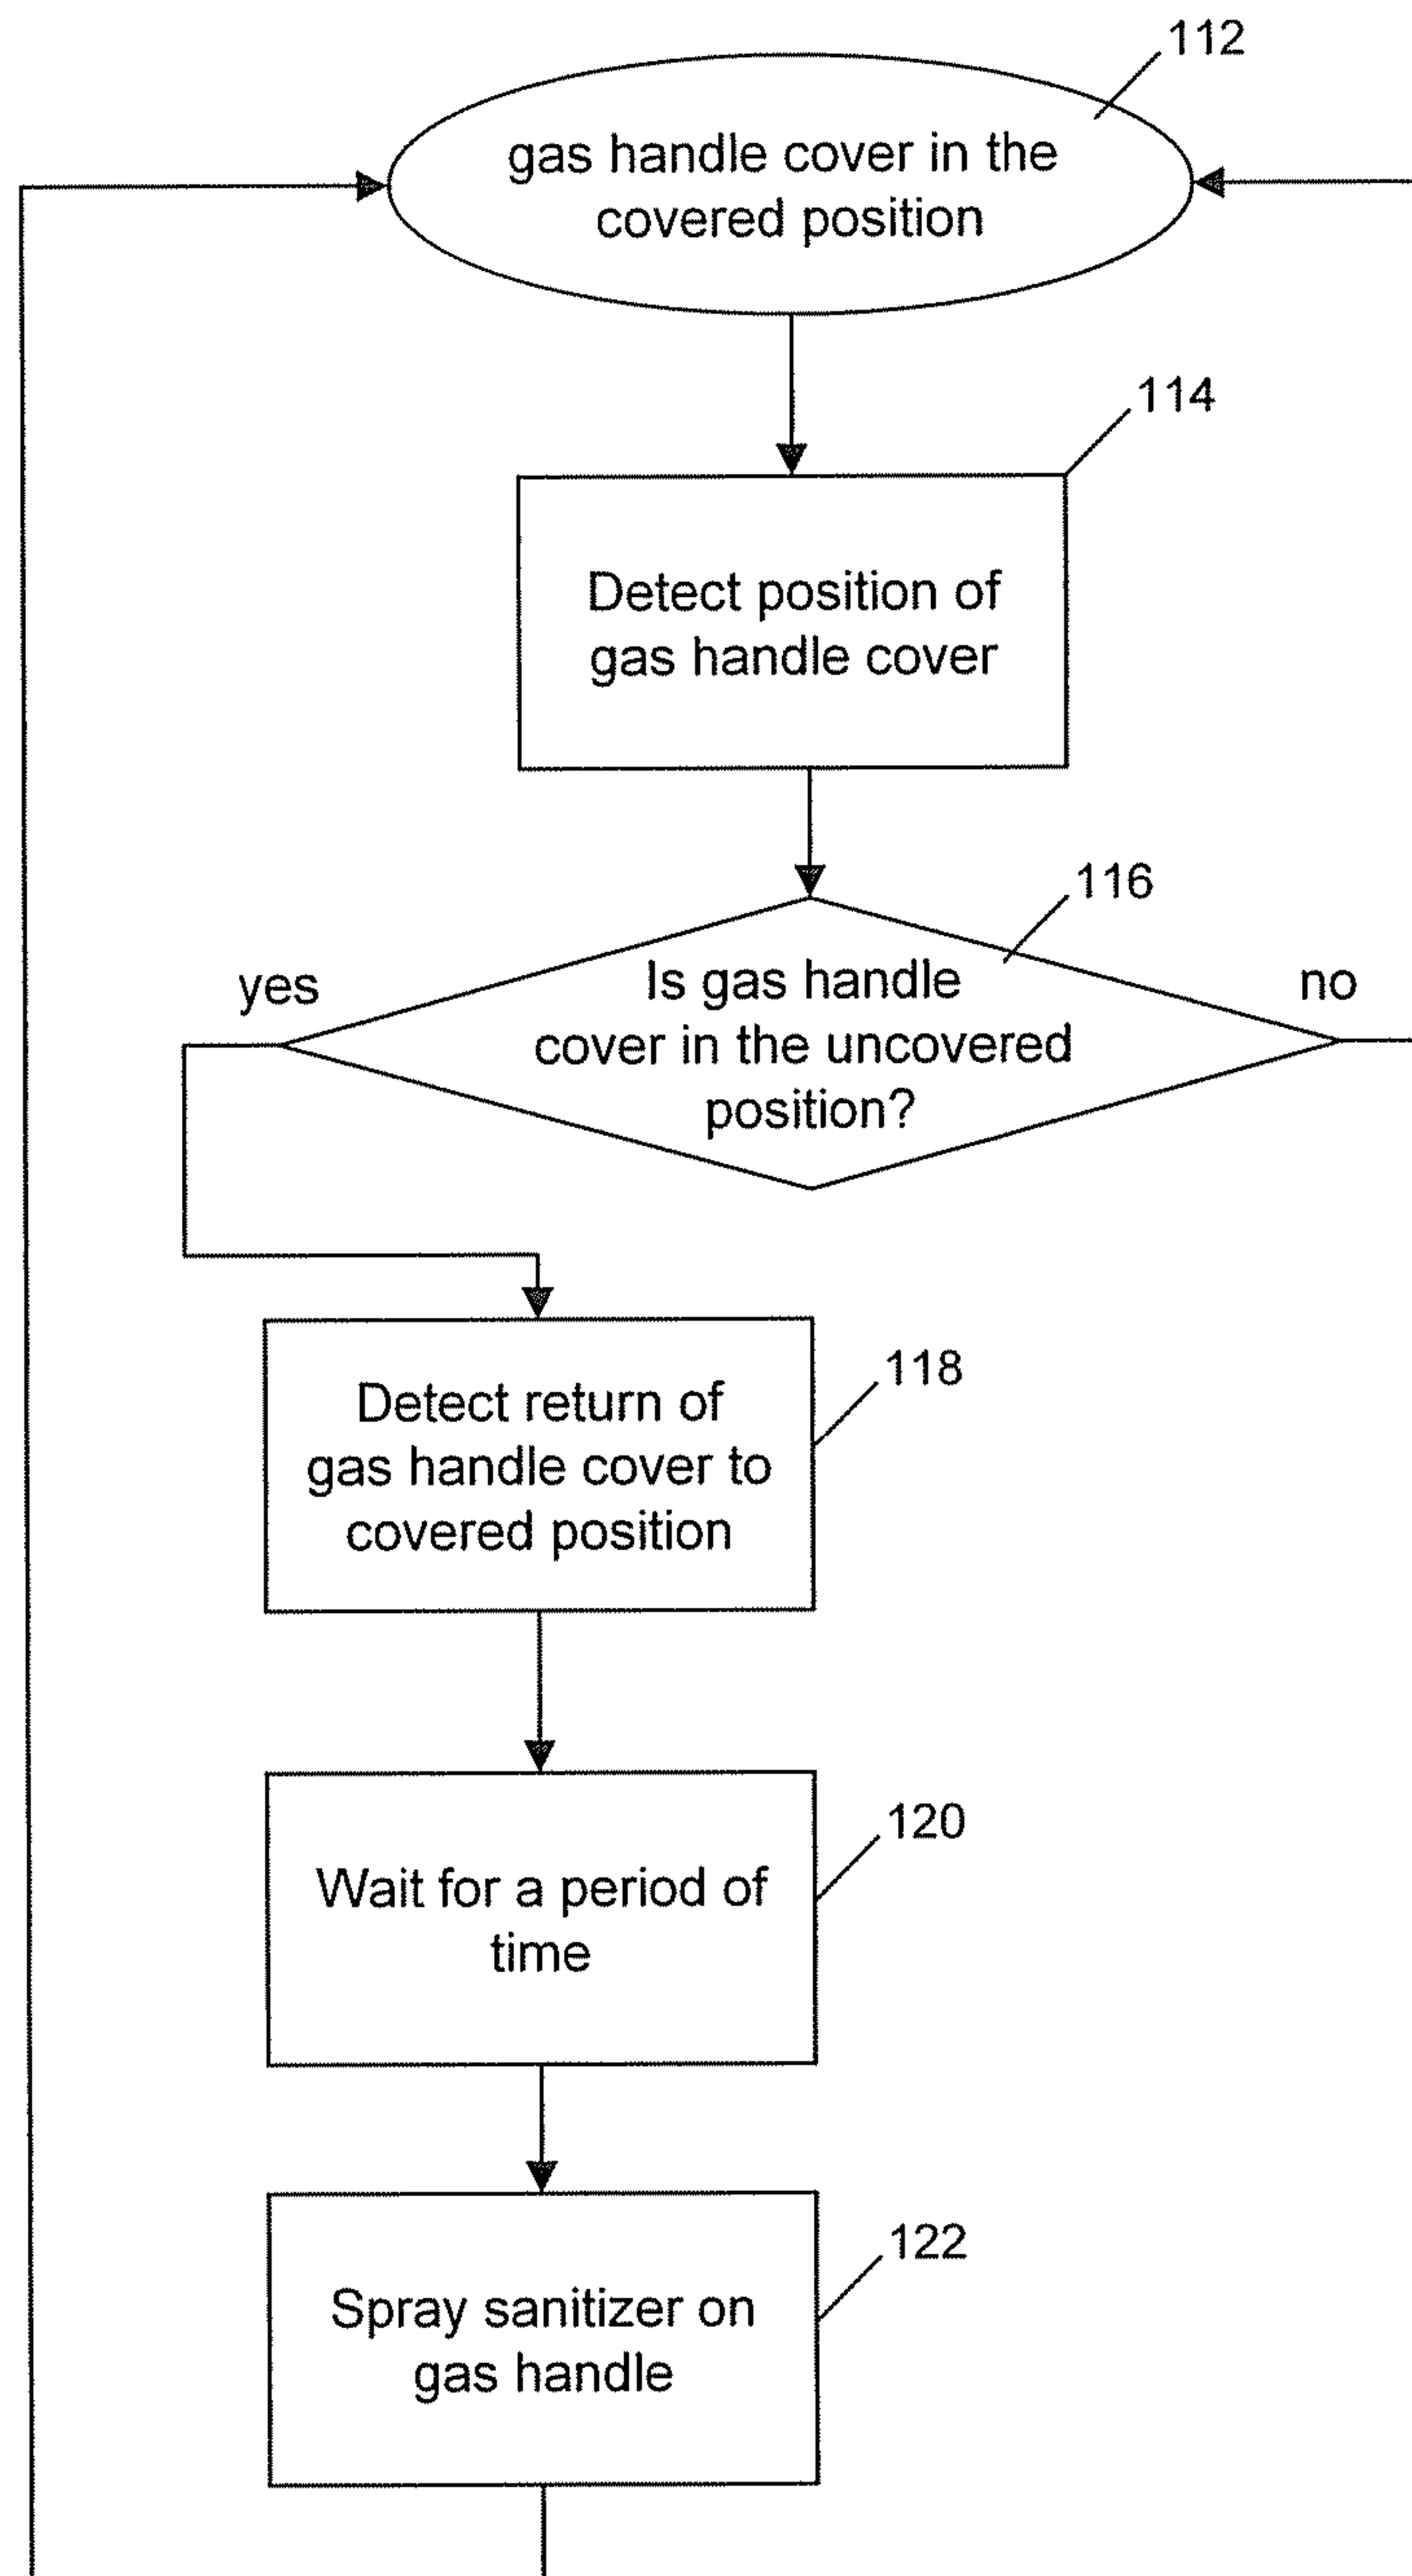 112
gas handle cover in the
covered position
114
Detect position of
gas handle cover
116
yes
Is gas handle
cover in the uncovered
position?
no
118
Detect return of
gas handle cover to
covered position
120
Wait for a period of
time
122
Spray sanitizer on
gas handle